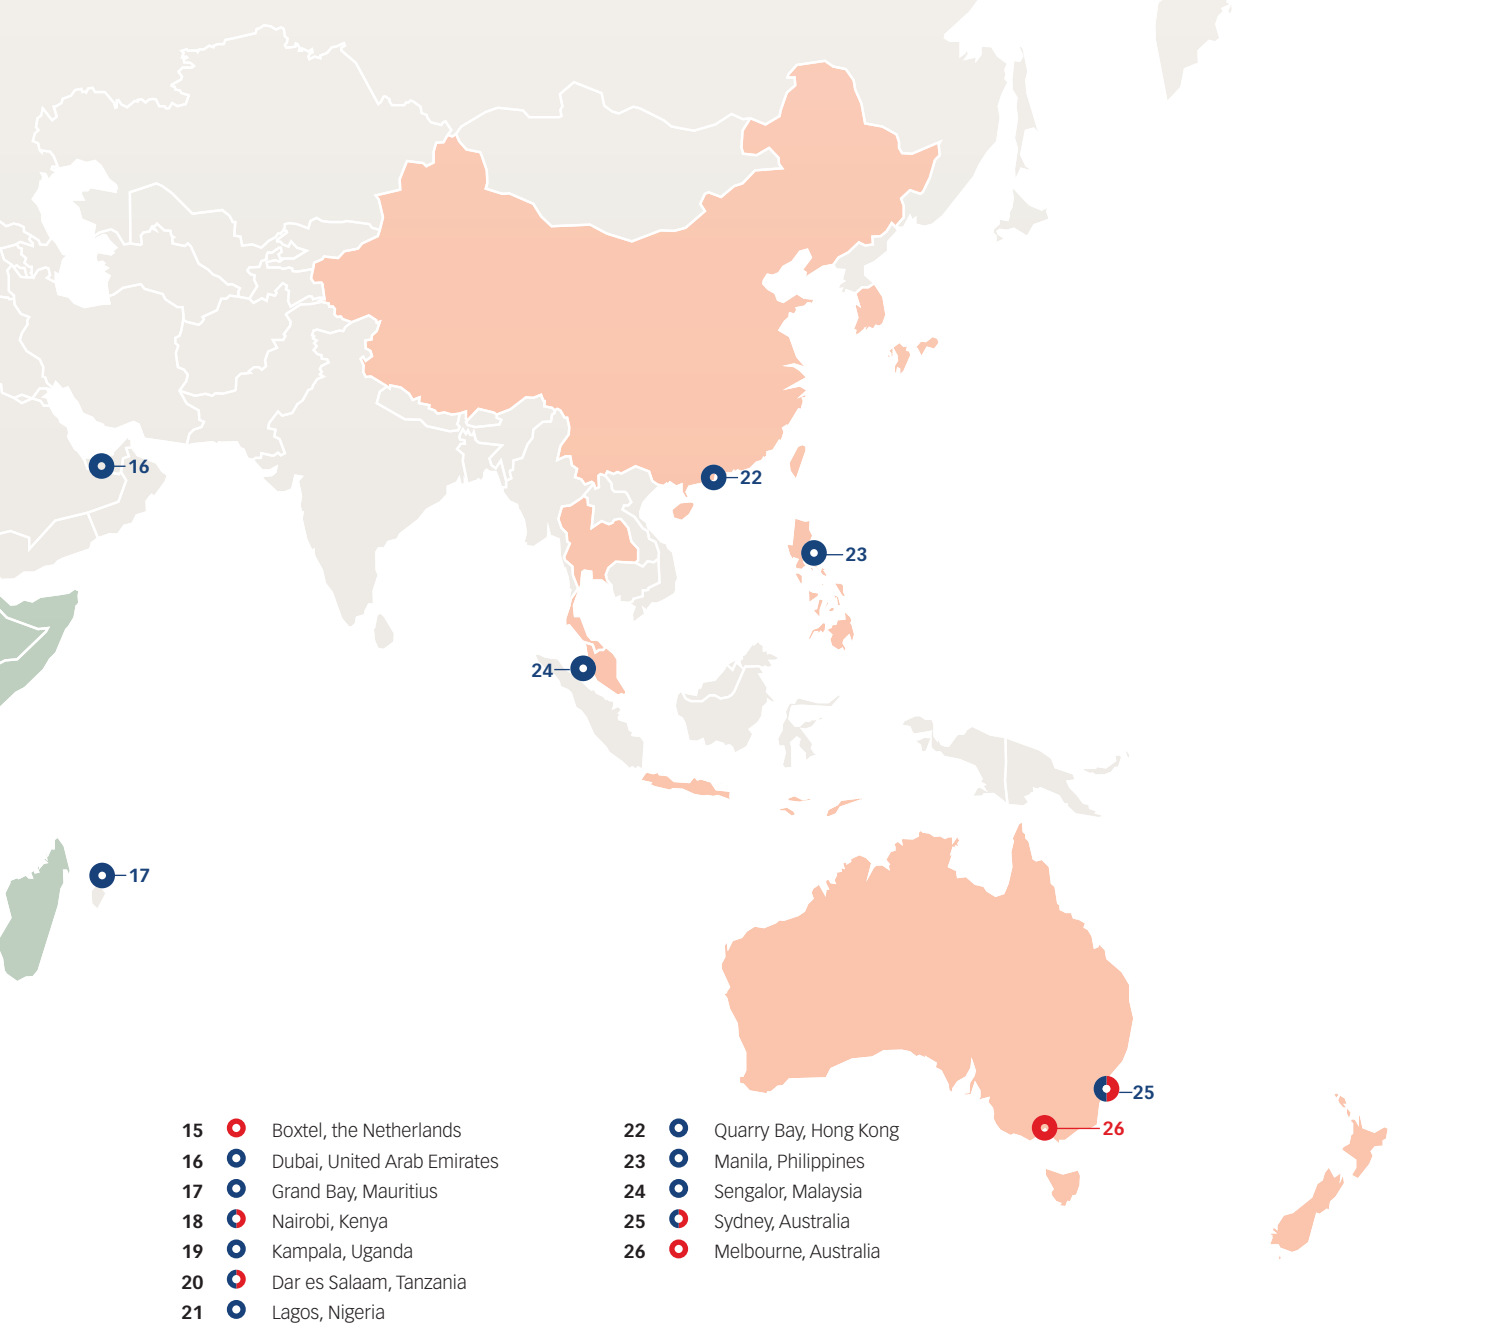 16
22
23
24
17
25
26
15 Boxtel, the Netherlands
16 Dubai, United Arab Emirates
17 Grand Bay, Mauritius
18 Nairobi, Kenya
19 Kampala, Uganda
20 Dar es Salaam, Tanzania
21 Lagos, Nigeria
22 Quarry Bay, Hong Kong
23 Manila, Philippines
24 Sengalor, Malaysia
25 Sydney, Australia
26 Melbourne, Australia